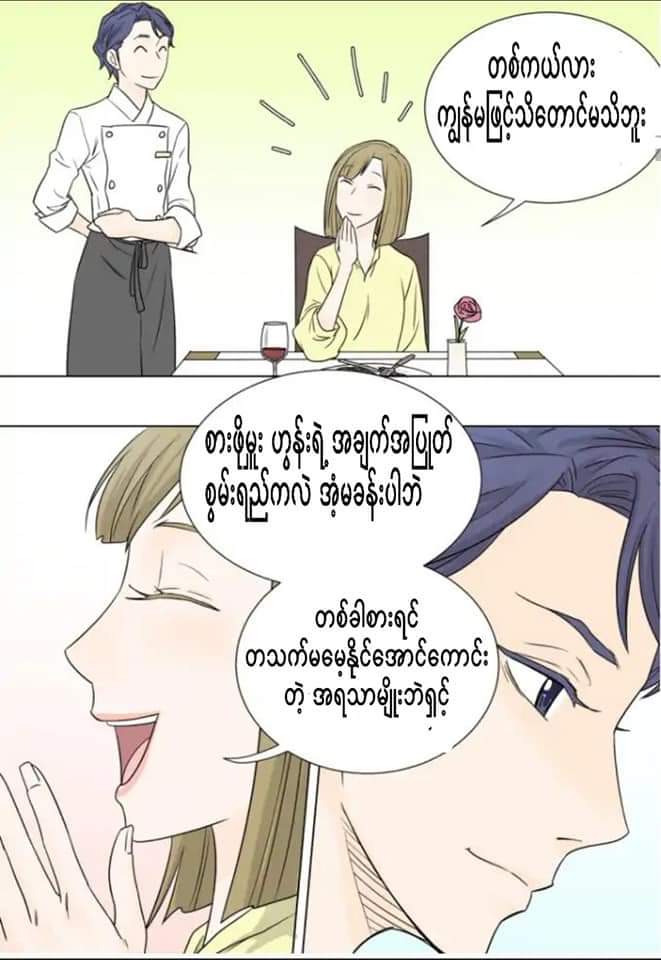 တစ်ကယ်လား
ကျွန်မဖြင့်သိတောင်မသိဘူး
စားဖိုမှူး ဟွန်းရဲ့ အချက်အပြုတ်
စွမ်းရည်ကလဲ အံ့မခန်းပါဘဲ
တစ်ခါစားရင်
တသက်မမေ့နိုင်အောင်ကောင်း
တဲ့ အရသာမျိုးဘဲရှင့်